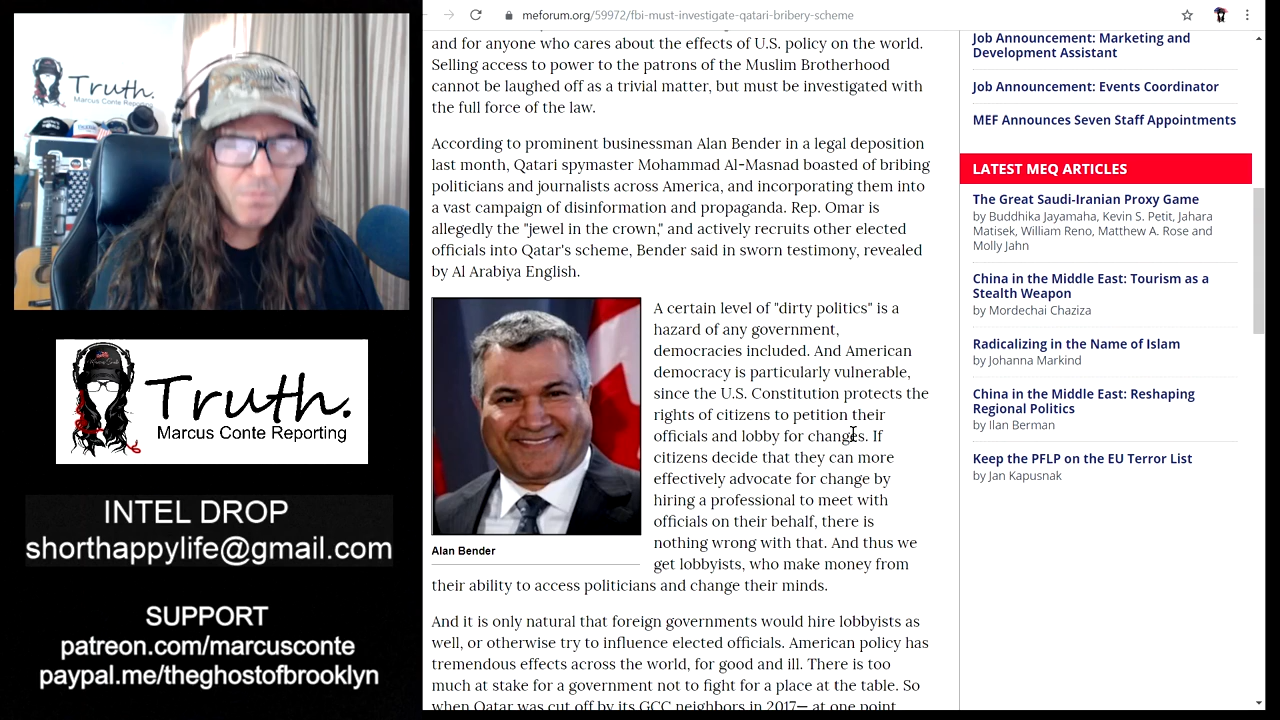 Truth.
Marcus Conte Reporting
Truth.
Marcus Conte Reporting
INTEL DROP
shorthappylife@gmail.com
SUPPORT
patreon.com/marcusconte
paypal.me/theghostofbrooklyn
meforum.org/59972/fbi-must-investigate-qatari-bribery-scheme
and for anyone who cares about the effects of U.S. policy on the world.
Selling access to power to the patrons of the Muslim Brotherhood
cannot be laughed off as a trivial matter, but must be investigated with
the full force of the law.
According to prominent businessman Alan Bender in a legal deposition
last month, Qatari spymaster Mohammad Al-Masnad boasted of bribing
politicians and journalists across America, and incorporating them into
a vast campaign of disinformation and propaganda. Rep. Omar is
allegedly the "jewel in the crown," and actively recruits other elected
officials into Qatar's scheme, Bender said in sworn testimony, revealed
by Al Arabiya English.
A certain level of "dirty politics" is a
hazard of any government,
democracies included. And American
democracy is particularly vulnerable,
since the U.S. Constitution protects the
rights of citizens to petition their
officials and lobby for changes. If
citizens decide that they can more
effectively advocate for change by
hiring a professional to meet with
officials on their behalf, there is
nothing wrong with that. And thus we
get lobbyists, who make money from
their ability to access politicians and change their minds.
Alan Bender
And it is only natural that foreign governments would hire lobbyists as
well, or otherwise try to influence elected officials. American policy has
tremendous effects across the world, for good and ill. There is too
much at stake for a government not to fight for a place at the table. So
when Qatar was cut off by its GCC neighbors in 2017— at one point
Job Announcement: Marketing and
Development Assistant
Job Announcement: Events Coordinator
MEF Announces Seven Staff Appointments
LATEST MEQ ARTICLES
The Great Saudi-Iranian Proxy Game
by Buddhika Jayamaha, Kevin S. Petit, Jahara
Matisek, William Reno, Matthew A. Rose and
Molly Jahn
China in the Middle East: Tourism as a
Stealth Weapon
by Mordechai Chaziza
Radicalizing in the Name of Islam
by Johanna Markind
China in the Middle East: Reshaping
Regional Politics
by Ilan Berman
Keep the PFLP on the EU Terror List
by Jan Kapusnak